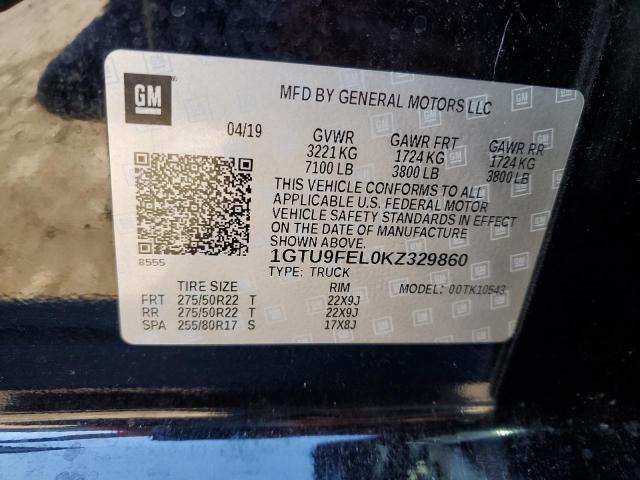 GM
MFD BY GENERAL MOTORS LLC
04/19 GVWR GAWR FRT GAWR RR
3221 KG 1724 KG 1724 KG
7100 LB 3800 LB 3800 LB
THIS VEHICLE CONFORMS TO ALL
APPLICABLE U.S. FEDERAL MOTOR
VEHICLE SAFETY STANDARDS IN EFFECT
ON THE DATE OF MANUFACTURE
SHOWN ABOVE.
8555
1GTU9FEL0KZ329860
TYPE: TRUCK
TIRE SIZE RIM MODEL: 00TK10543
FRT 275/50R22 T 22X9J
RR 275/50R22 T 22X9J
SPA 255/80R17 S 17X8J